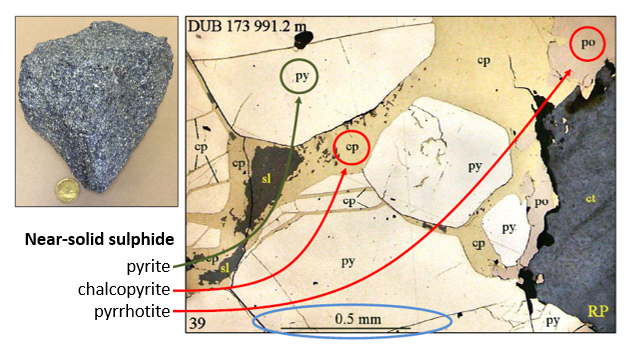 DUB 173 991.2 m
po
cp
py
cp
cp
cp
sl
py
ct
cp
po
py
cp
Near-solid sulphide
py
pyrite
cp
sl
chalcopyrite
pyrrhotite
RP
39
0.5 mm
py